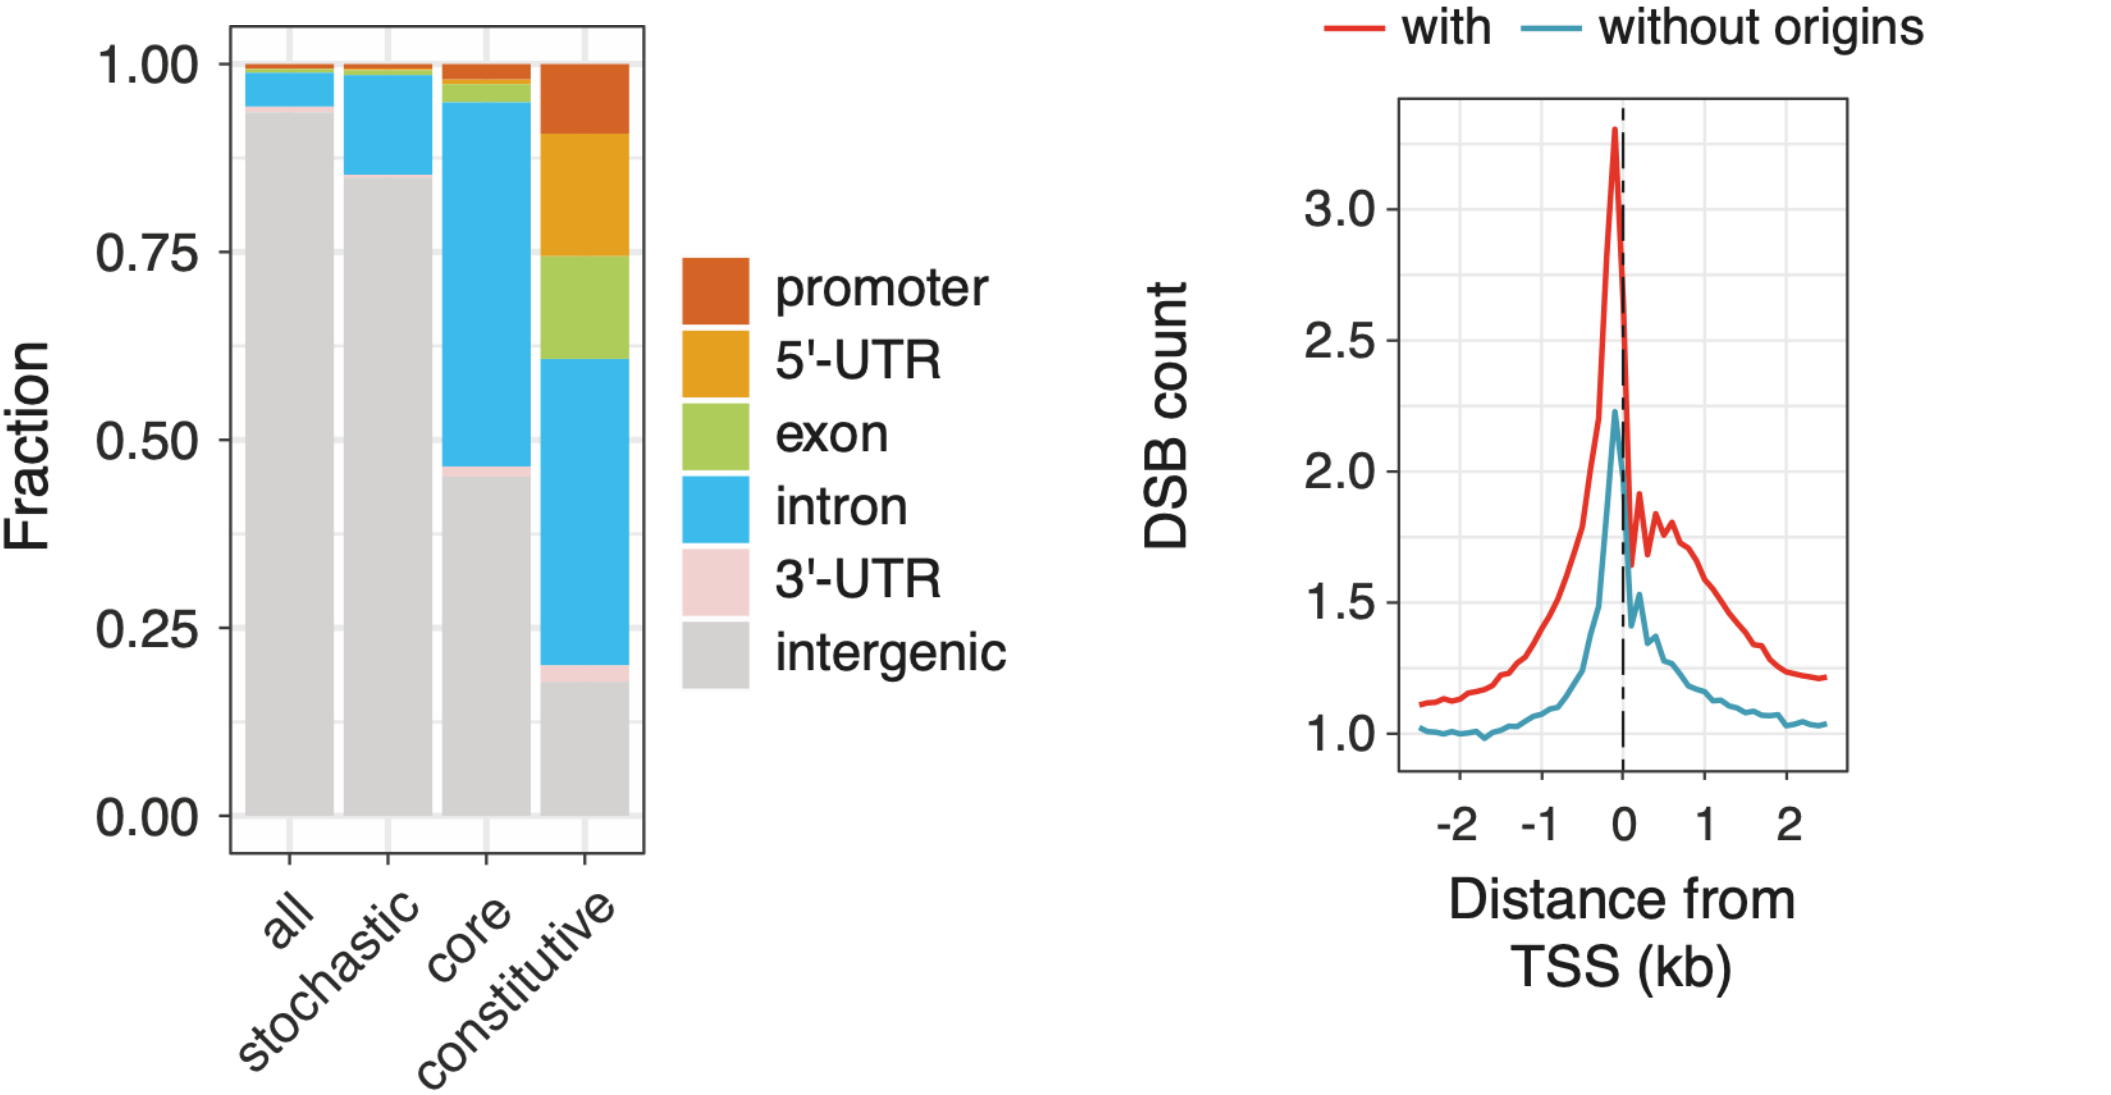 Fraction
1.00
0.75
0.50
0.25
0.00
all
stochastic
core
constitutive
promoter
5'-UTR
exon
intron
3'-UTR
intergenic
with
without origins
DSB count
3.0
2.5
2.0
1.5
1.0
-2 -1 0 1 2
Distance from
TSS (kb)